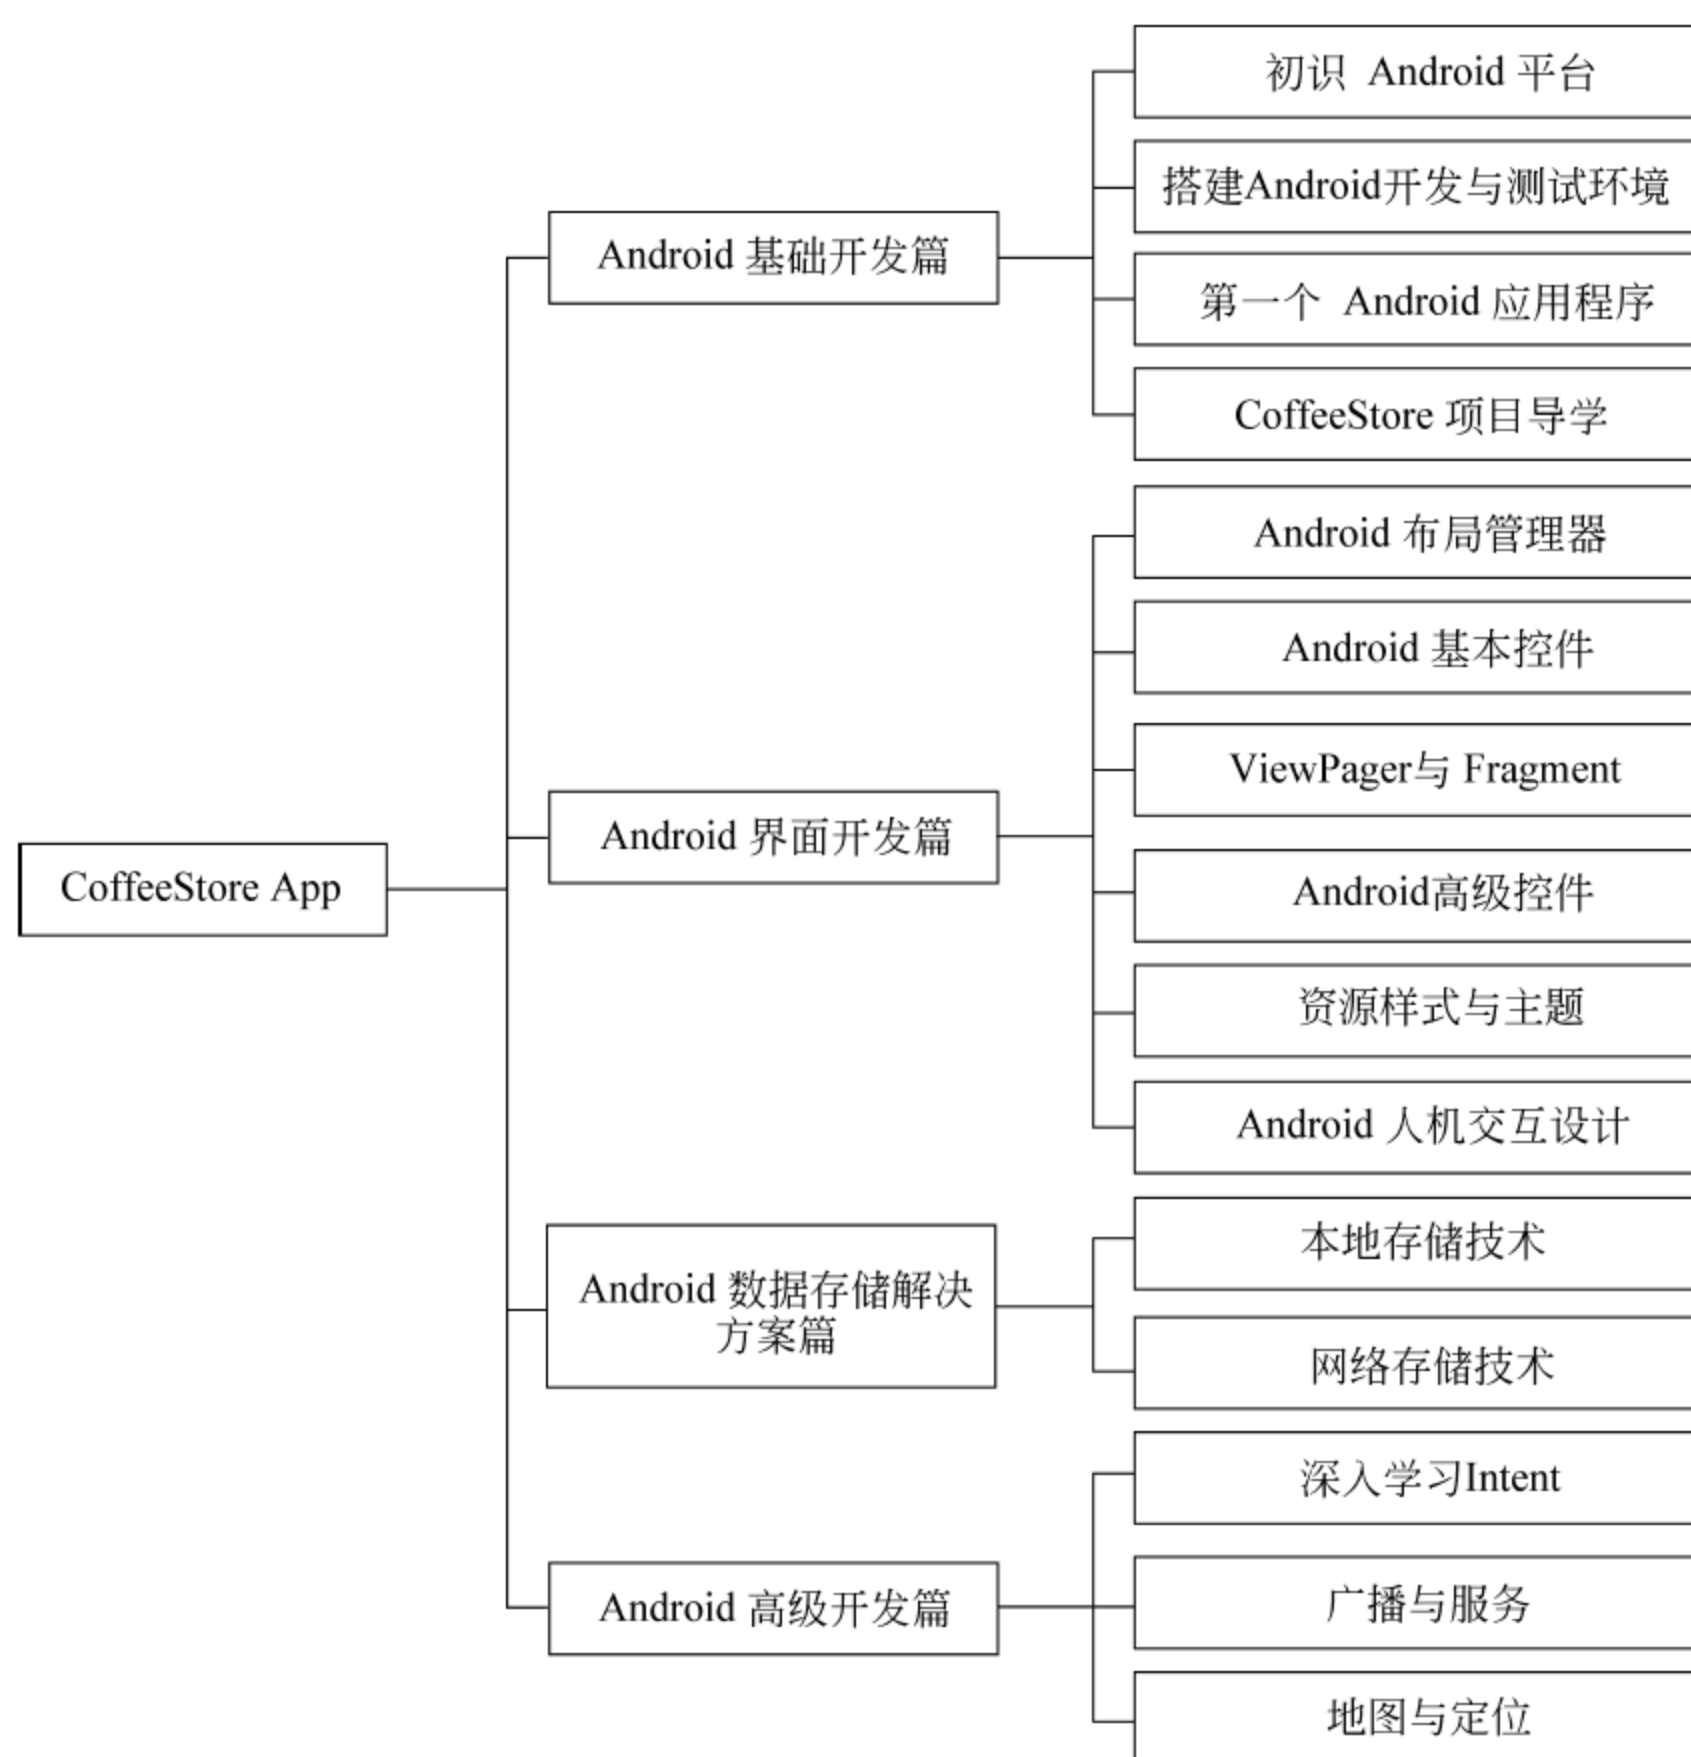 CoffeeStore App
Android 基础开发篇
初识 Android 平台
搭建Android开发与测试环境
第一个 Android 应用程序
CoffeeStore 项目导学
Android 界面开发篇
Android 布局管理器
Android 基本控件
ViewPager与 Fragment
Android高级控件
资源样式与主题
Android 人机交互设计
Android 数据存储解决
方案篇
本地存储技术
网络存储技术
Android 高级开发篇
深入学习Intent
广播与服务
地图与定位